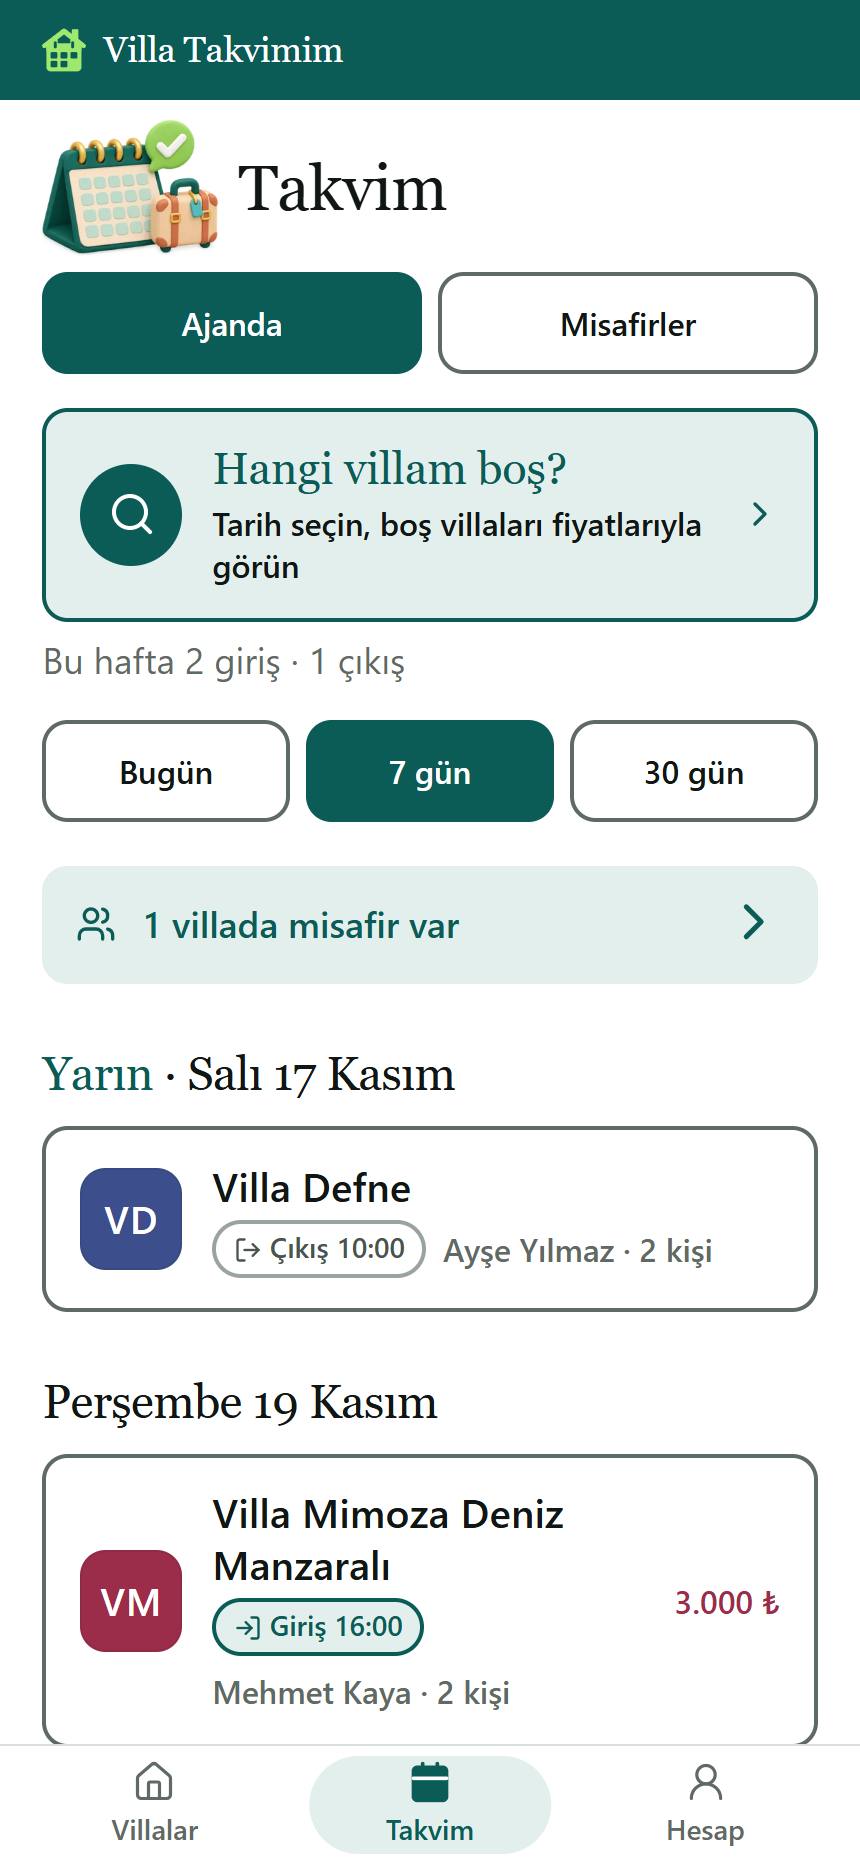 Villa Takvimim
Takvim
Ajanda
Misafirler
Hangi villam boş?
Tarih seçin, boş villaları fiyatlarıyla
görün
Bu hafta 2 giriş · 1 çıkış
Bugün
7 gün
30 gün
1 villada misafir var
Yarın · Salı 17 Kasım
VD
Villa Defne
Çıkış 10:00
Ayşe Yılmaz · 2 kişi
Perşembe 19 Kasım
VM
Villa Mimoza Deniz
Manzaralı
Giriş 16:00
3.000 ₺
Mehmet Kaya · 2 kişi
Villalar
Takvim
Hesap